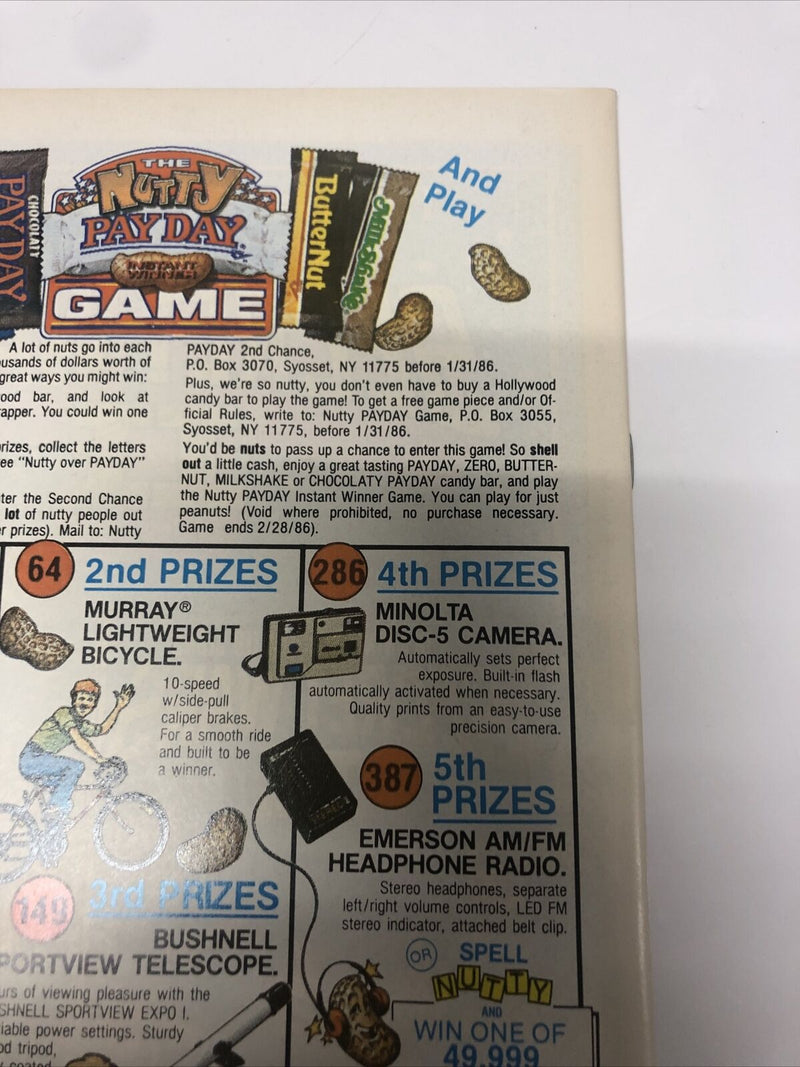 CHOCOLATY
PAYDAY
THE
NUTTY
PAYDAY
INSTANT
WINNER
GAME
ButterNut
MilkShake
And
Play
A lot of nuts go into each
usands of dollars worth of
great ways you might win:
ood bar, and look at
apper. You could win one
rizes, collect the letters
ee "Nutty over PAYDAY"
ter the Second Chance
lot of nutty people out
r prizes). Mail to: Nutty
PAYDAY 2nd Chance,
P.O. Box 3070, Syosset, NY 11775 before 1/31/86.
Plus, we're so nutty, you don't even have to buy a Hollywood
candy bar to play the game! To get a free game piece and/or Of-
ficial Rules, write to: Nutty PAYDAY Game, P.O. Box 3055,
Syosset, NY 11775, before 1/31/86.
You'd be nuts to pass up a chance to enter this game! So shell
out a little cash, enjoy a great tasting PAYDAY, ZERO, BUTTER-
NUT, MILKSHAKE or CHOCOLATY PAYDAY candy bar, and play
the Nutty PAYDAY Instant Winner Game. You can play for just
peanuts! (Void where prohibited, no purchase necessary.
Game ends 2/28/86).
64 2nd PRIZES
MURRAY®
LIGHTWEIGHT
BICYCLE.
10-speed
w/side-pull
caliper brakes.
For a smooth ride
and built to be
a winner.
149 3rd PRIZES
BUSHNELL
PORTVIEW TELESCOPE.
urs of viewing pleasure with the
SHNELL SPORTVIEW EXPO I.
iable power settings. Sturdy
od tripod,
coated
286 4th PRIZES
MINOLTA
DISC-5 CAMERA.
Automatically sets perfect
exposure. Built-in flash
automatically activated when necessary.
Quality prints from an easy-to-use
precision camera.
387 5th
PRIZES
EMERSON AM/FM
HEADPHONE RADIO.
Stereo headphones, separate
left/right volume controls, LED FM
stereo indicator, attached belt clip.
OR SPELL
NUTTY
AND
WIN ONE OF
49,999